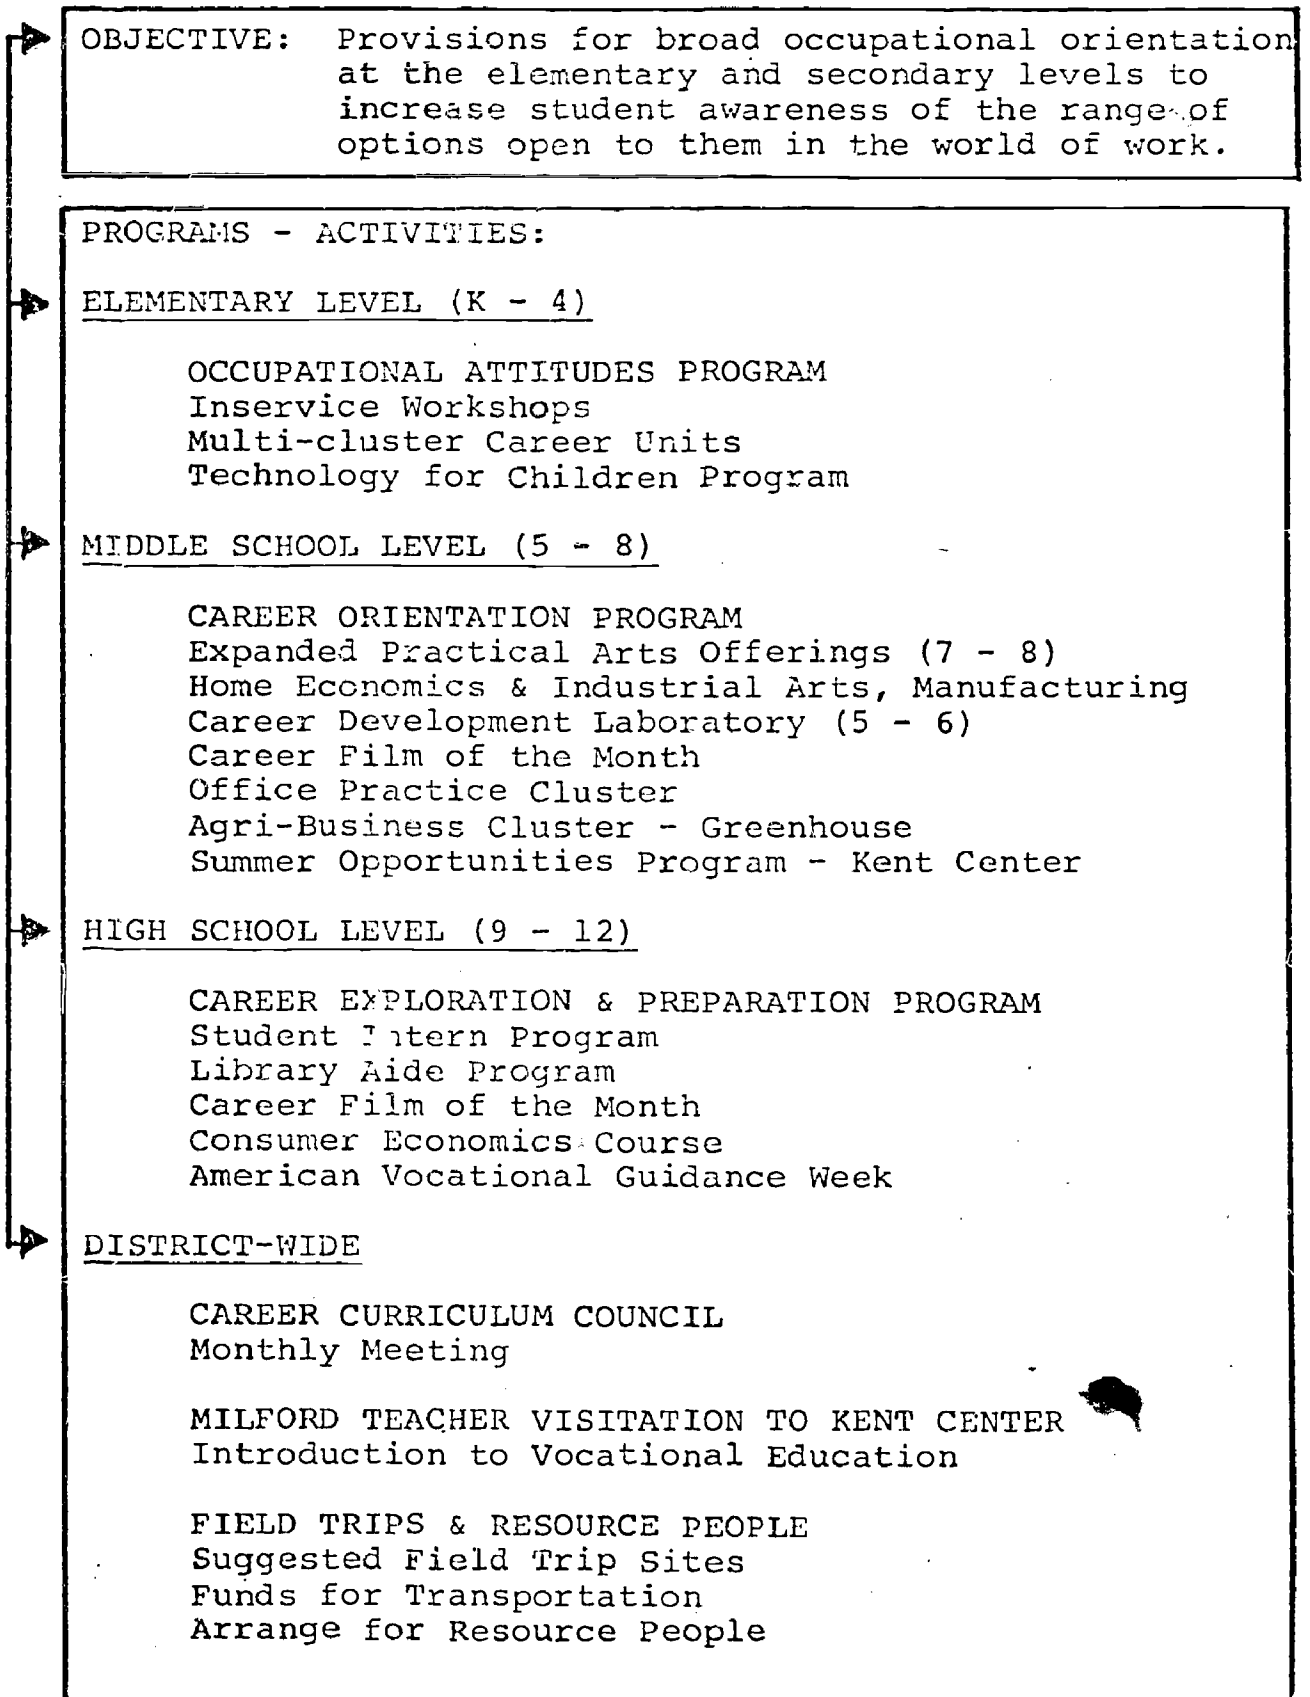 OBJECTIVE: Provisions for broad occupational orientation
at the elementary and secondary levels to
increase student awareness of the range of
options open to them in the world of work.
PROGRAMS - ACTIVITIES:
ELEMENTARY LEVEL (K - 4)
OCCUPATIONAL ATTITUDES PROGRAM
Inservice Workshops
Multi-cluster Career Units
Technology for Children Program
MIDDLE SCHOOL LEVEL (5 - 8)
CAREER ORIENTATION PROGRAM
Expanded Practical Arts Offerings (7 - 8)
Home Economics & Industrial Arts, Manufacturing
Career Development Laboratory (5 - 6)
Career Film of the Month
Office Practice Cluster
Agri-Business Cluster - Greenhouse
Summer Opportunities Program - Kent Center
HIGH SCHOOL LEVEL (9 - 12)
CAREER EXPLORATION & PREPARATION PROGRAM
Student Intern Program
Library Aide Program
Career Film of the Month
Consumer Economics Course
American Vocational Guidance Week
DISTRICT-WIDE
CAREER CURRICULUM COUNCIL
Monthly Meeting
MILFORD TEACHER VISITATION TO KENT CENTER
Introduction to Vocational Education
FIELD TRIPS & RESOURCE PEOPLE
Suggested Field Trip Sites
Funds for Transportation
Arrange for Resource People